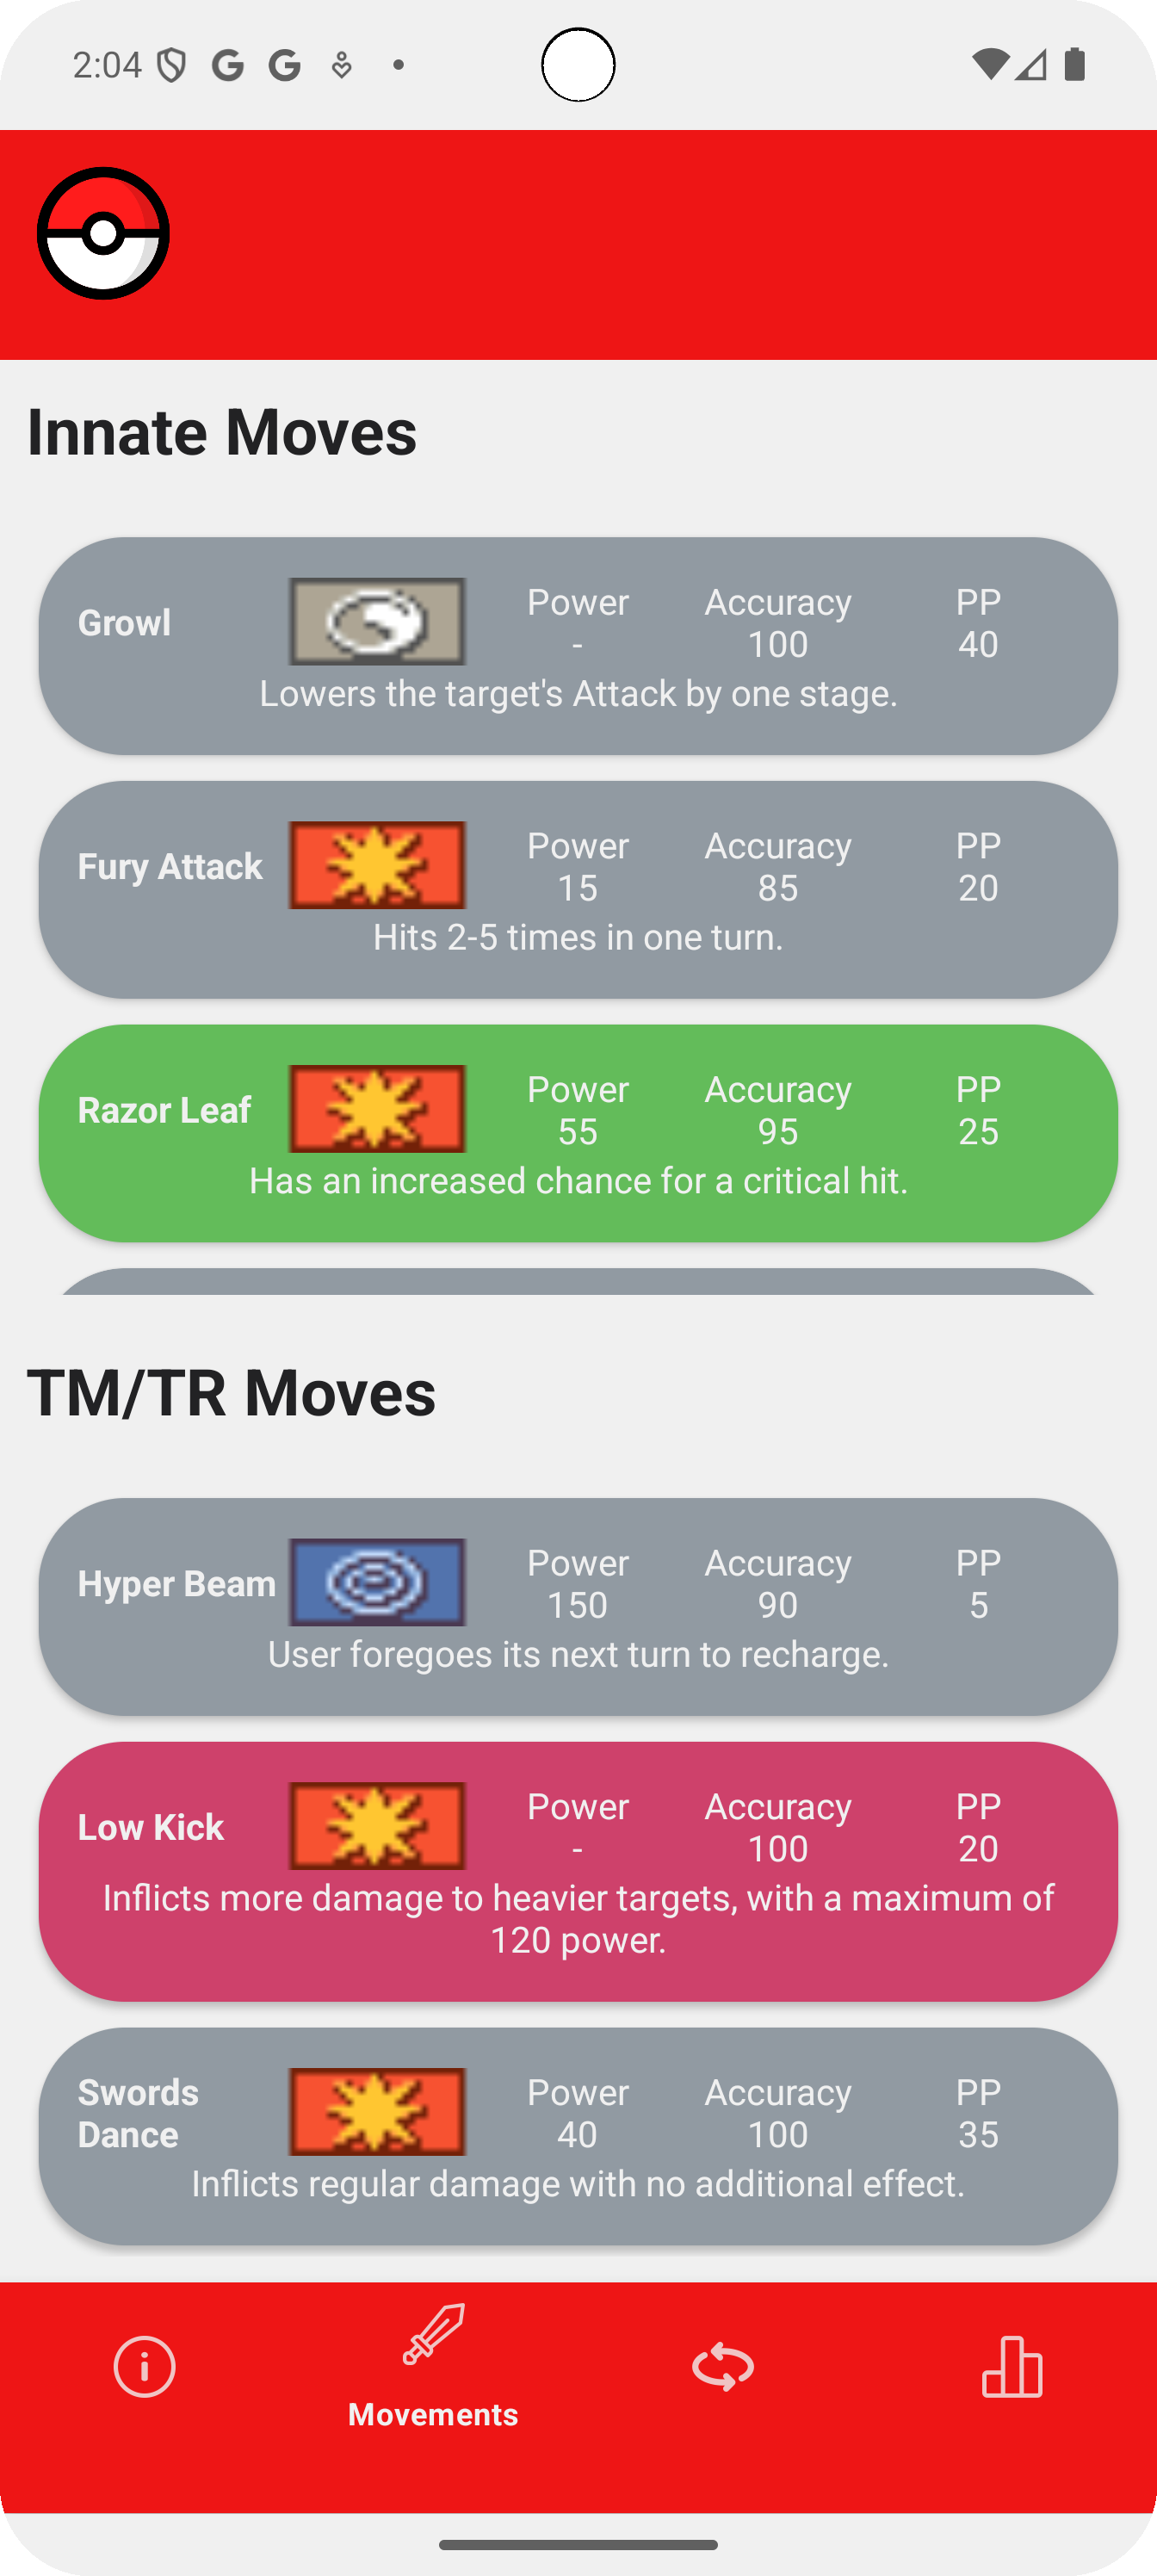 2:04
Innate Moves
Growl
Power
-
Accuracy
100
PP
40
Lowers the target's Attack by one stage.
Fury Attack
Power
15
Accuracy
85
PP
20
Hits 2-5 times in one turn.
Razor Leaf
Power
55
Accuracy
95
PP
25
Has an increased chance for a critical hit.
TM/TR Moves
Hyper Beam
Power
150
Accuracy
90
PP
5
User foregoes its next turn to recharge.
Low Kick
Power
-
Accuracy
100
PP
20
Inflicts more damage to heavier targets, with a maximum of
120 power.
Swords
Dance
Power
40
Accuracy
100
PP
35
Inflicts regular damage with no additional effect.
Movements